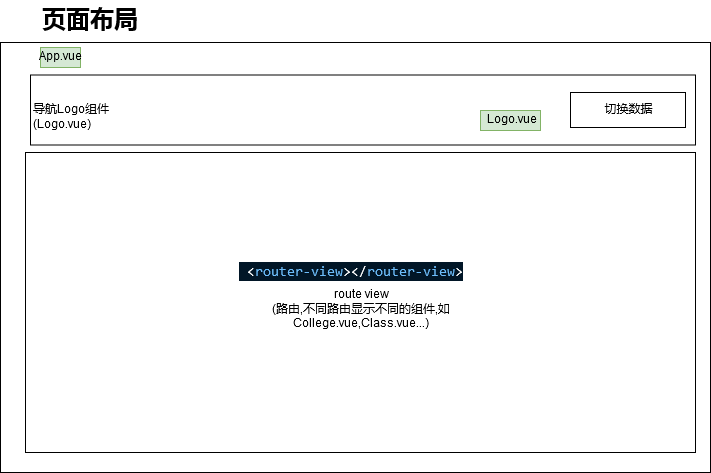 页面布局
App.vue
导航Logo组件
(Logo.vue)
Logo.vue
切换数据
<router-view></router-view>
route view
(路由,不同路由显示不同的组件,如
College.vue,Class.vue...)